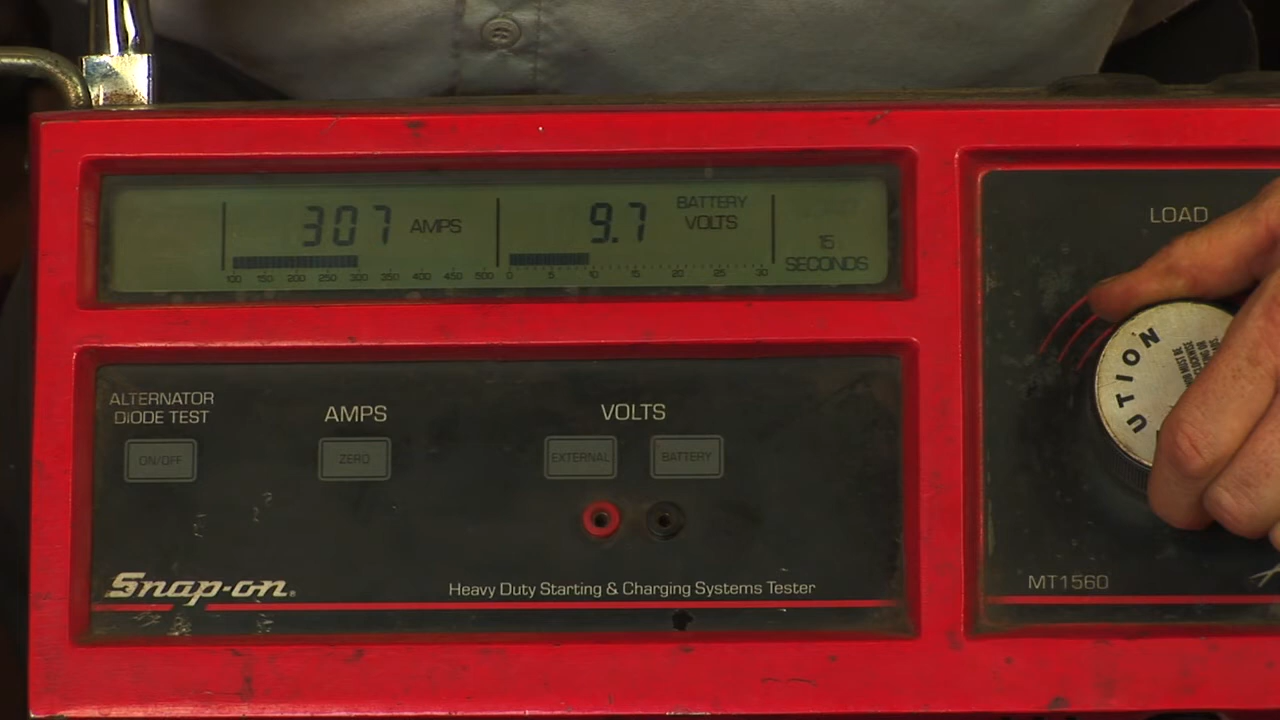 307 AMPS
9.7 BATTERY VOLTS
15 SECONDS
100 150 200 250 300 350 400 450 500
0 5 10 15 20 25 30
LOAD
ALTERNATOR
DIODE TEST
ON/OFF
AMPS
ZERO
VOLTS
EXTERNAL
BATTERY
UTION
Snap-on®
Heavy Duty Starting & Charging Systems Tester
MT1560